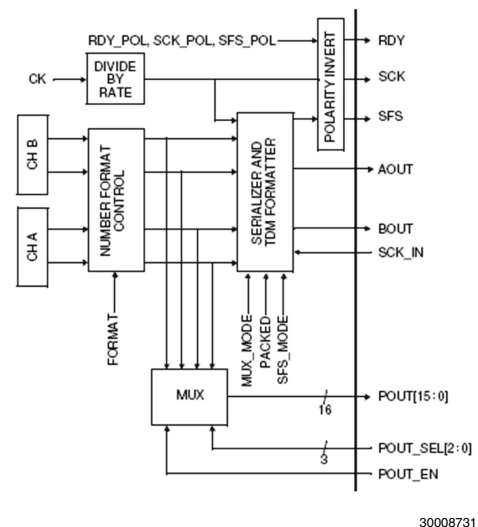 RDY_POL, SCK_POL, SFS_POL
RDY
CK
DIVIDE
BY
RATE
SCK
POLARITY INVERT
SFS
CH B
CH A
NUMBER FORMAT
CONTROL
SERIALIZER AND
TDM FORMATTER
AOUT
BOUT
SCK_IN
FORMAT
MUX_MODE
PACKED
SFS_MODE
MUX
16
POUT[15:0]
3
POUT_SEL[2:0]
POUT_EN
30008731